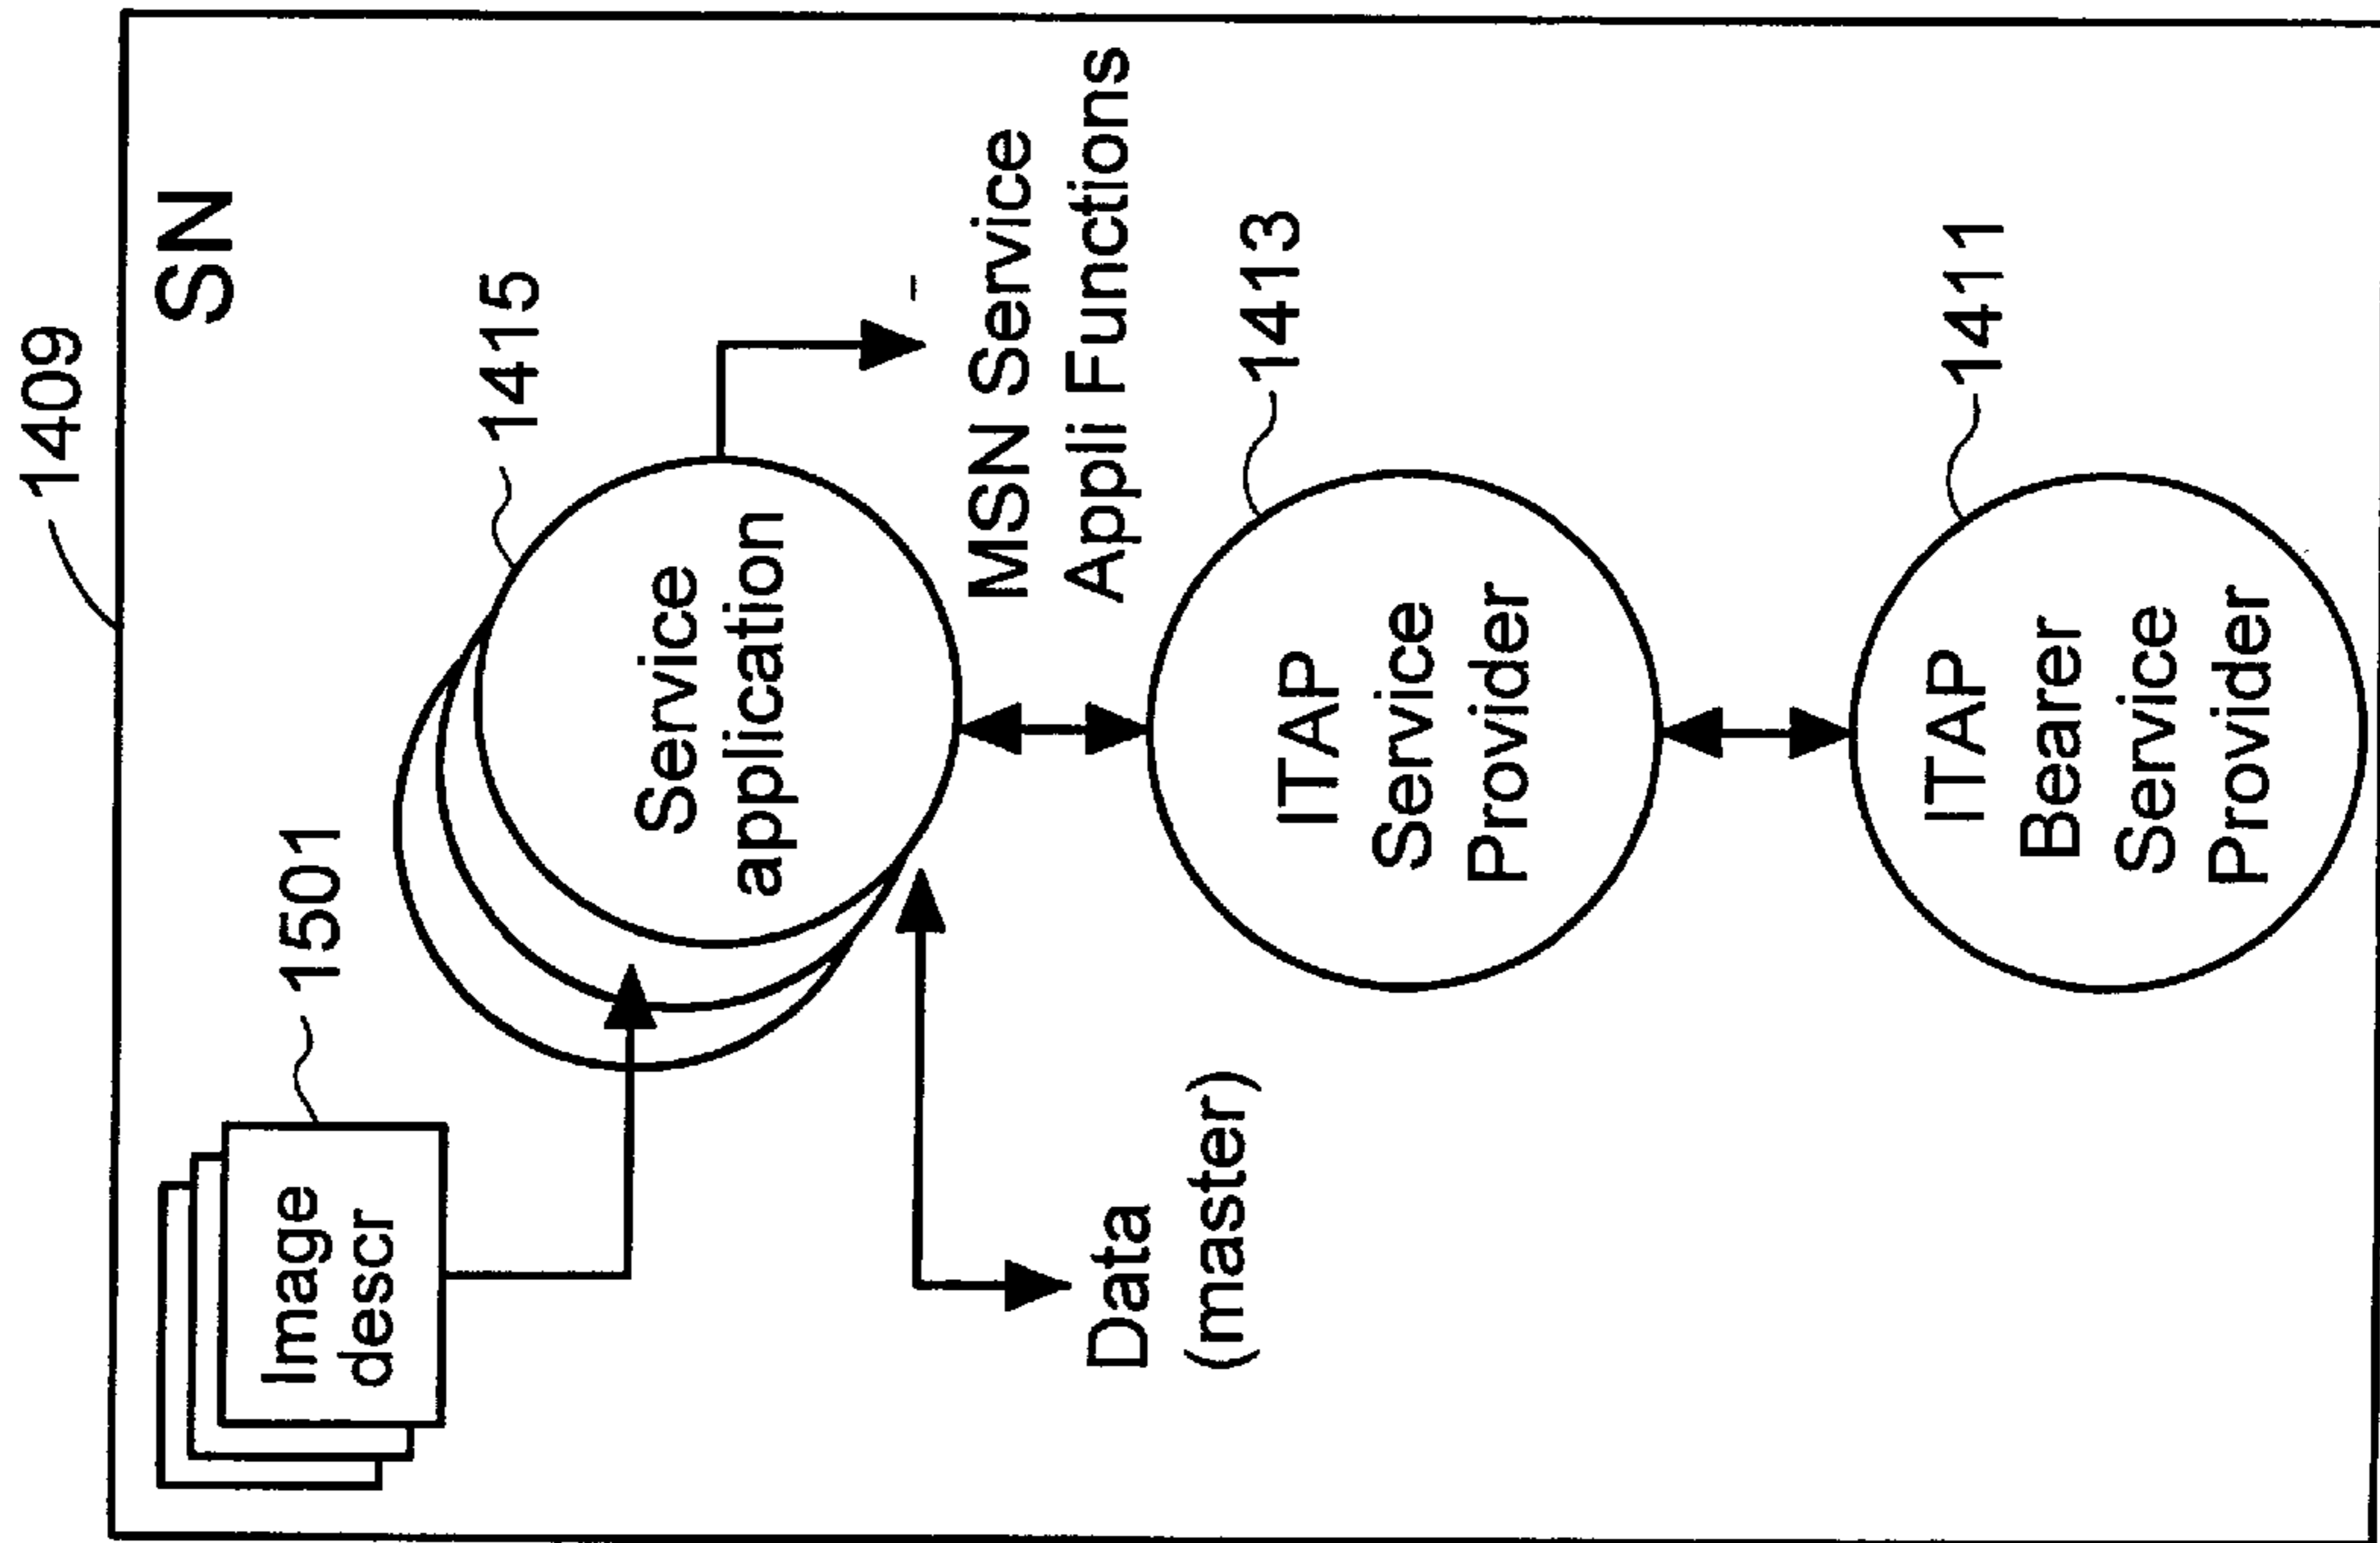 1409
SN
1501
1415
Image
descr
Service
application
MSN Service
Appli Functions
Data
(master)
1413
ITAP
Service
Provider
1411
ITAP
Bearer
Service
Provider